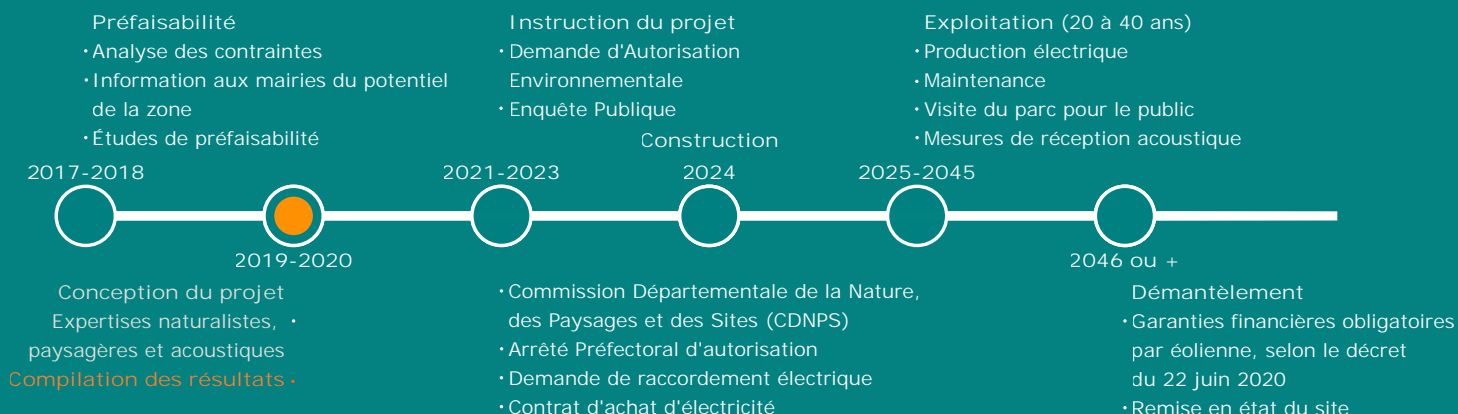 Préfaisabilité
·Analyse des contraintes
·Information aux mairies du potentiel
de la zone
·Études de préfaisabilité
2017-2018
2019-2020
Conception du projet
Expertises naturalistes, ·
paysagères et acoustiques
Compilation des résultats ·
Instruction du projet
·Demande d'Autorisation
Environnementale
·Enquête Publique
2021-2023
·Commission Départementale de la Nature,
des Paysages et des Sites (CDNPS)
·Arrêté Préfectoral d'autorisation
·Demande de raccordement électrique
·Contrat d'achat d'électricité
Construction
2024
Exploitation (20 à 40 ans)
·Production électrique
·Maintenance
·Visite du parc pour le public
·Mesures de réception acoustique
2025-2045
2046 ou +
Démantèlement
·Garanties financières obligatoires
par éolienne, selon le décret
du 22 juin 2020
·Remise en état du site